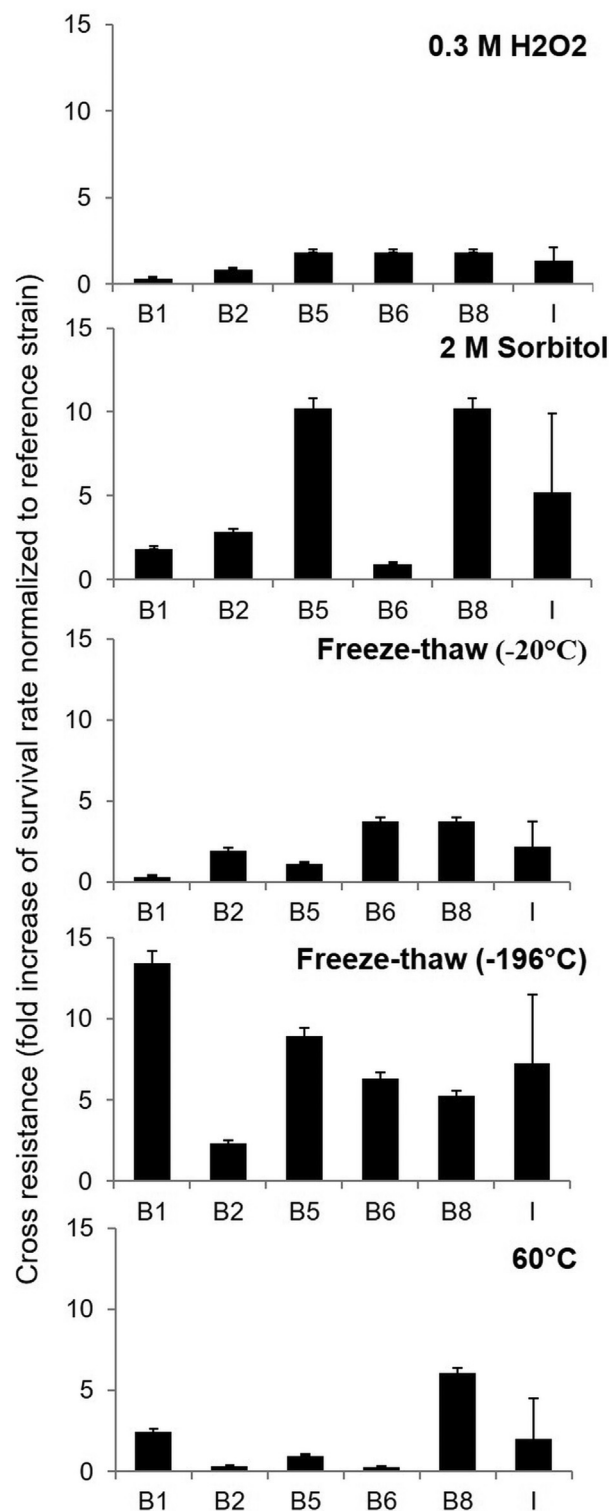 Cross resistance (fold increase of survival rate normalized to reference strain)
0.3 M H2O2
15
10
5
0
B1 B2 B5 B6 B8 I
2 M Sorbitol
15
10
5
0
B1 B2 B5 B6 B8 I
Freeze-thaw (-20°C)
15
10
5
0
B1 B2 B5 B6 B8 I
Freeze-thaw (-196°C)
15
10
5
0
B1 B2 B5 B6 B8 I
60°C
15
10
5
0
B1 B2 B5 B6 B8 I